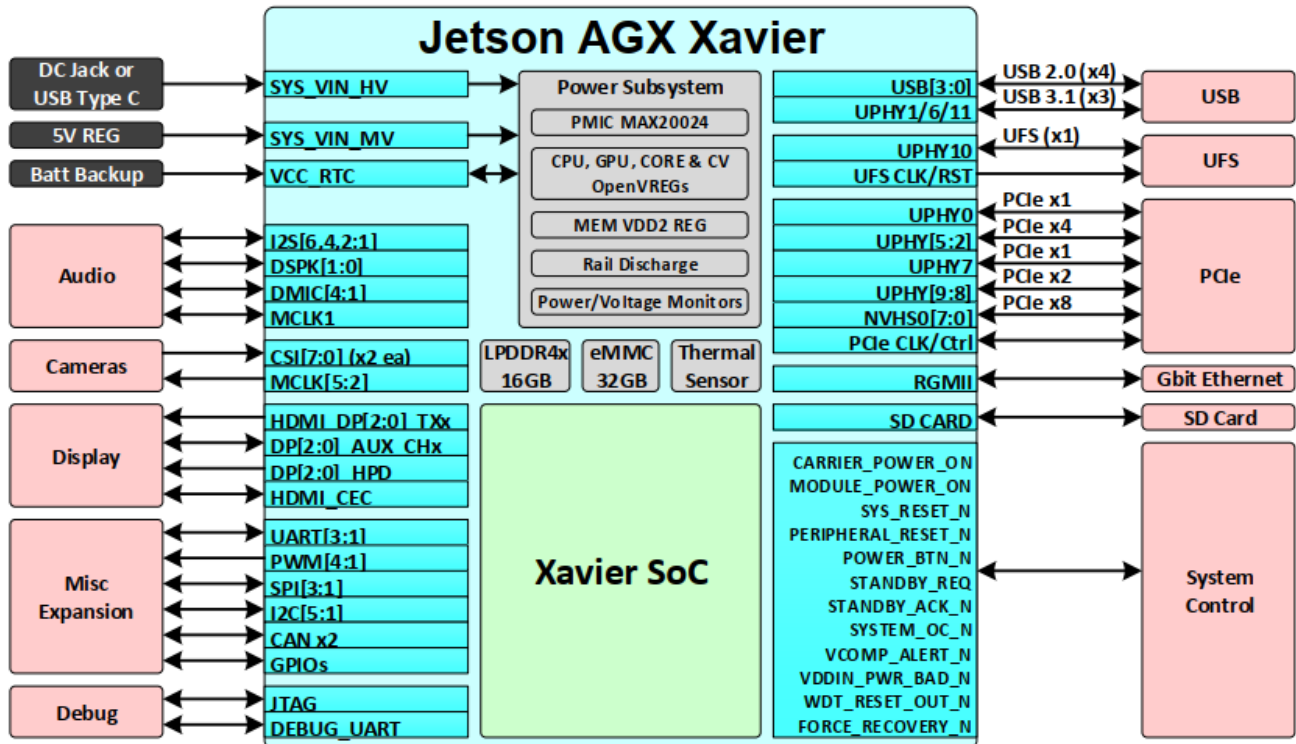 Jetson AGX Xavier
DC Jack or
USB Type C
5V REG
Batt Backup
SYS_VIN_HV
SYS_VIN_MV
VCC_RTC
Audio
I2S[6,4,2:1]
DSPK[1:0]
DMIC[4:1]
MCLK1
Cameras
CSI[7:0] (x2 ea)
MCLK[5:2]
Display
HDMI_DP[2:0]_TXx
DP[2:0]_AUX_CHx
DP[2:0]_HPD
HDMI_CEC
Misc
Expansion
UART[3:1]
PWM[4:1]
SPI[3:1]
I2C[5:1]
CAN x2
GPIOs
Debug
JTAG
DEBUG_UART
Power Subsystem
PMIC MAX20024
CPU, GPU, CORE & CV
OpenVREGs
MEM VDD2 REG
Rail Discharge
Power/Voltage Monitors
LPDDR4x
16GB
eMMC
32GB
Thermal
Sensor
Xavier SoC
USB[3:0]
UPHY1/6/11
UPHY10
UFS CLK/RST
UPHY0
UPHY[5:2]
UPHY7
UPHY[9:8]
NVHS0[7:0]
PCIe CLK/Ctrl
RGMII
SD CARD
CARRIER_POWER_ON
MODULE_POWER_ON
SYS_RESET_N
PERIPHERAL_RESET_N
POWER_BTN_N
STANDBY_REQ
STANDBY_ACK_N
SYSTEM_OC_N
VCOMP_ALERT_N
VDDIN_PWR_BAD_N
WDT_RESET_OUT_N
FORCE_RECOVERY_N
USB 2.0 (x4)
USB 3.1 (x3)
UFS (x1)
PCIe x1
PCIe x4
PCIe x1
PCIe x2
PCIe x8
USB
UFS
PCIe
Gbit Ethernet
SD Card
System
Control